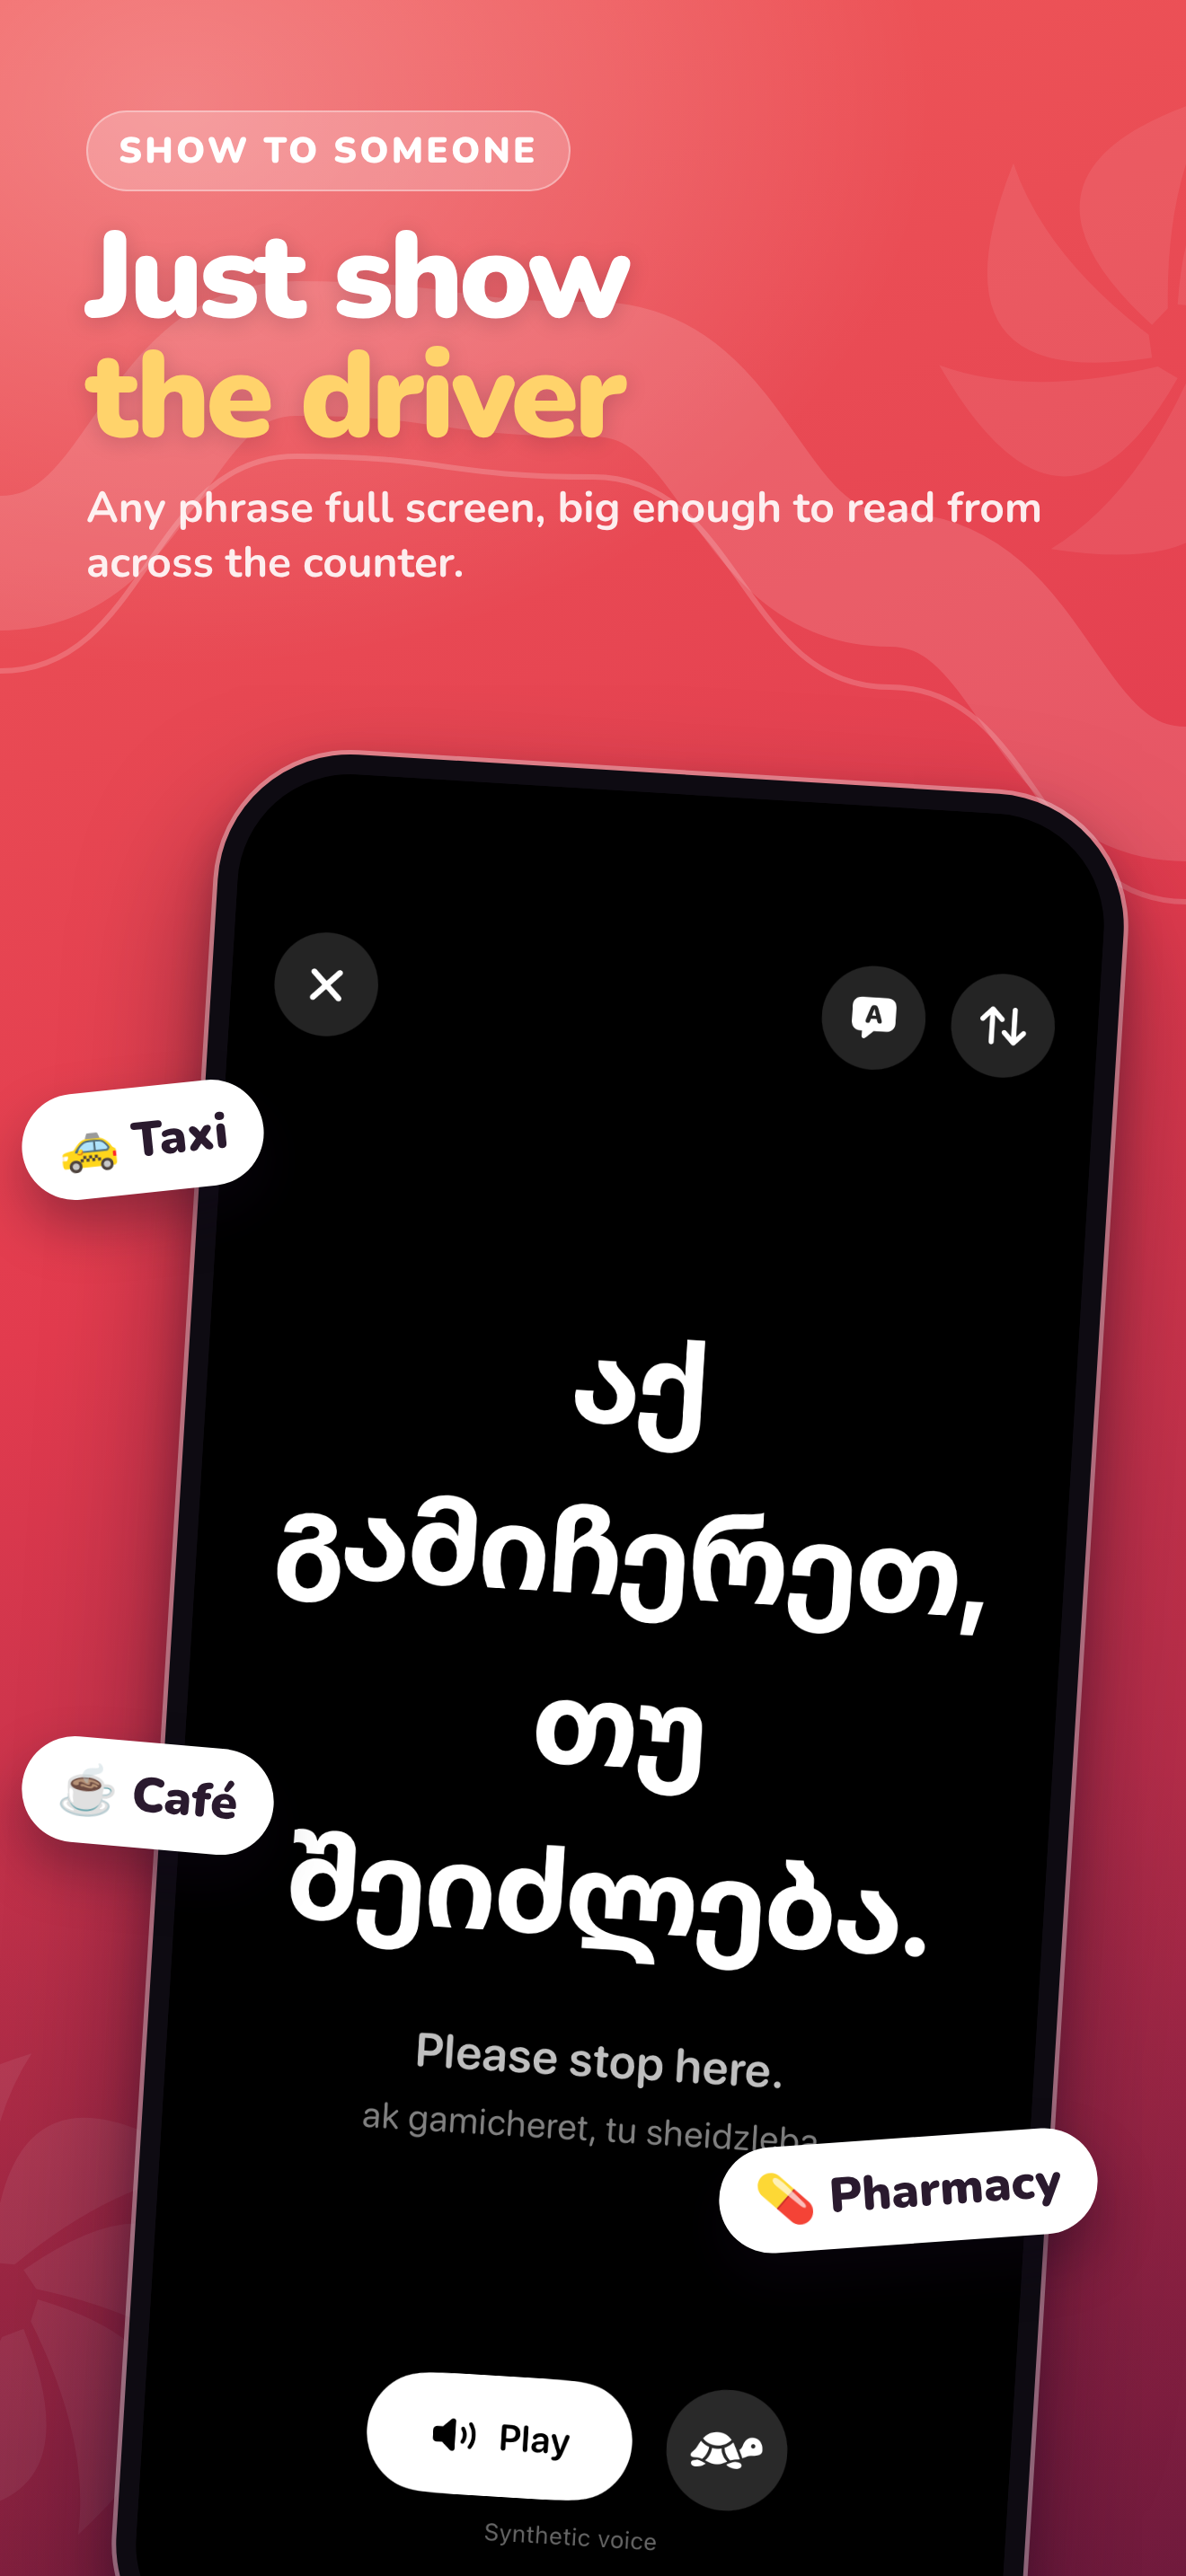 SHOW TO SOMEONE
Just show
the driver
Any phrase full screen, big enough to read from
across the counter.
A
Taxi
აქ
გამიჩერეთ,
თუ
Café
შეიძლება.
Please stop here.
ak gamicheret, tu sheidzleba
Pharmacy
Play
Synthetic voice